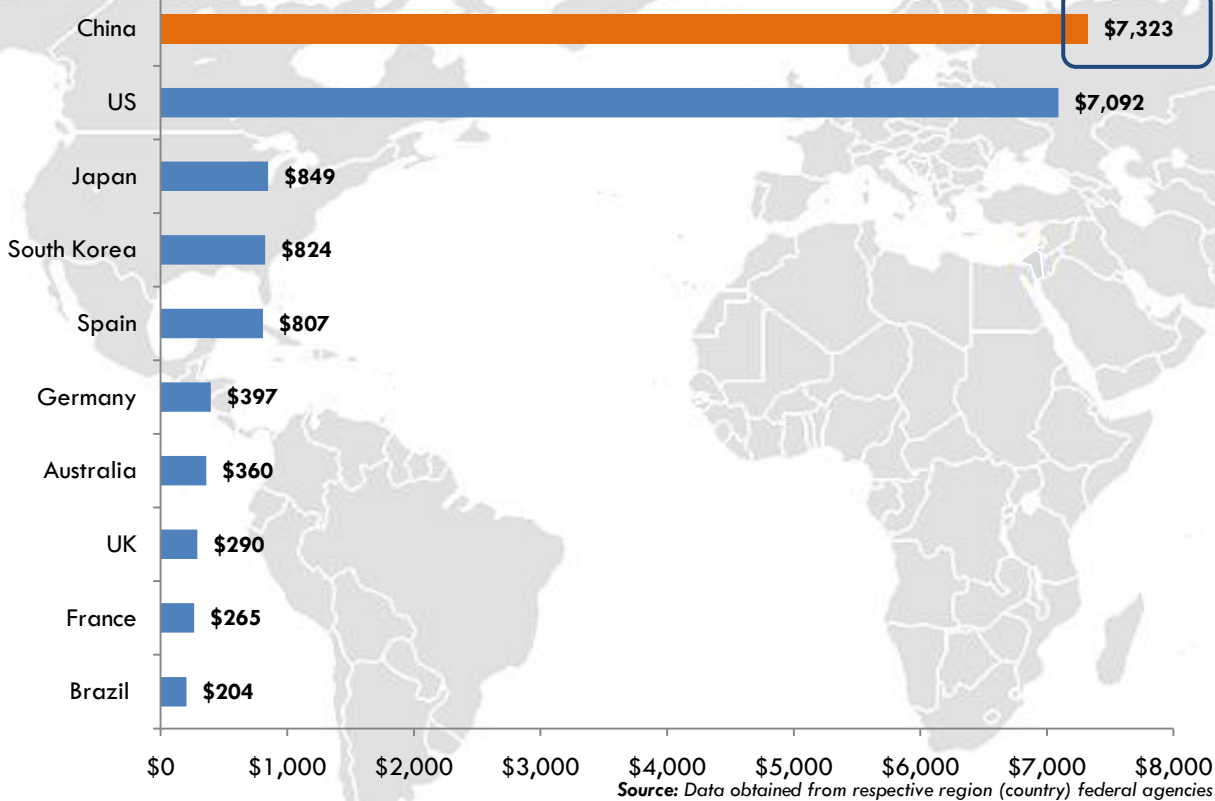 China $7,323
US $7,092
Japan $849
South Korea $824
Spain $807
Germany $397
Australia $360
UK $290
France $265
Brazil $204
$0 $1,000 $2,000 $3,000 $4,000 $5,000 $6,000 $7,000 $8,000
Source: Data obtained from respective region (country) federal agencies